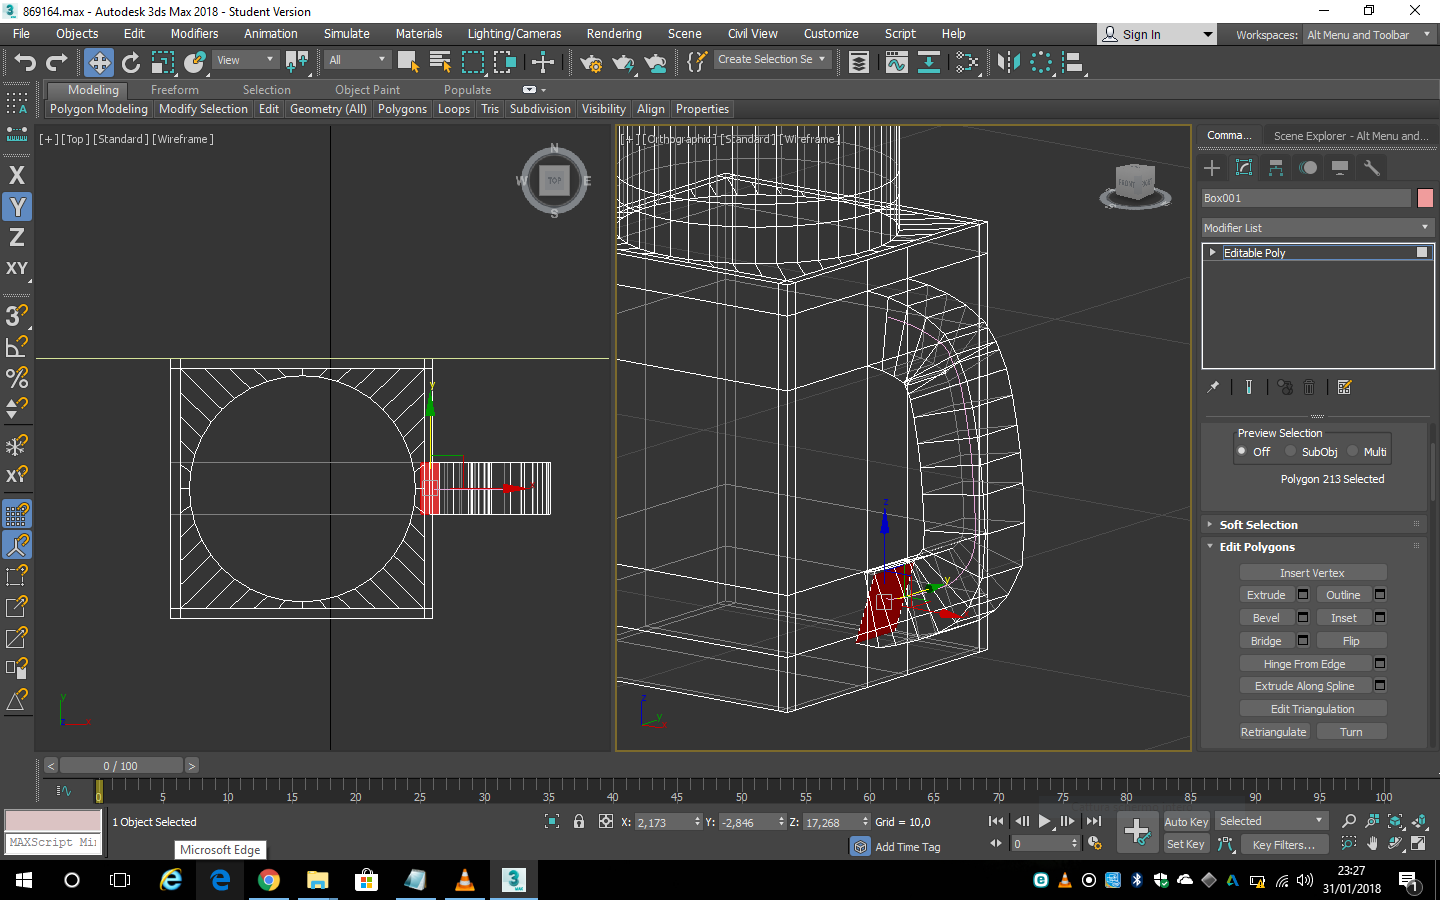 869164.max - Autodesk 3ds Max 2018 - Student Version
File Objects Edit Modifiers Animation Simulate Materials Lighting/Cameras Rendering Scene Civil View Customize Script Help
Sign In Workspaces: Alt Menu and Toolbar
View All Create Selection Se
Modeling Freeform Selection Object Paint Populate
Polygon Modeling Modify Selection Edit Geometry (All) Polygons Loops Tris Subdivision Visibility Align Properties
[+] [Top] [Standard] [Wireframe]
[+] [Orthographic] [Standard] [Wireframe]
Comma...
Scene Explorer - Alt Menu and...
N
W TOP E
S
X
Y
Z
XY
3
XY
Box001
Modifier List
Editable Poly
Preview Selection
Off SubObj Multi
Polygon 213 Selected
Soft Selection
Edit Polygons
Insert Vertex
Extrude Outline
Bevel Inset
Bridge Flip
Hinge From Edge
Extrude Along Spline
Edit Triangulation
Retriangulate Turn
y
z
y
y
x
z
y
x
< 0 / 100 >
0 5 10 15 20 25 30 35 40 45 50 55 60 65 70 75 80 85 90 95 100
1 Object Selected
X: 2,173 Y: -2,846 Z: 17,268 Grid = 10,0
Auto Key Selected
MAXScript Mi
Microsoft Edge
Add Time Tag
0
Set Key Key Filters...
3
MAX
23:27
31/01/2018
1